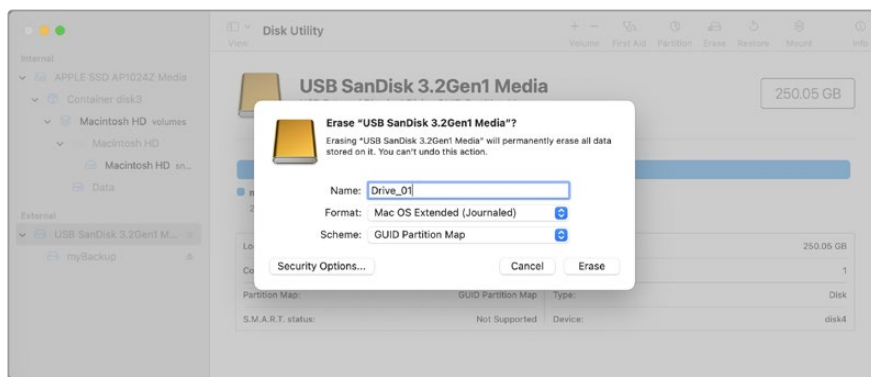 Disk Utility
View
Volume First Aid Partition Erase Restore Mount Info
Internal
APPLE SSD AP1024Z Media
Container disk3
Macintosh HD volumes
Macintosh HD
Macintosh HD sn...
Data
External
USB SanDisk 3.2Gen1 M...
myBackup
USB SanDisk 3.2Gen1 Media
250.05 GB
Erase “USB SanDisk 3.2Gen1 Media”?
Erasing “USB SanDisk 3.2Gen1 Media” will permanently erase all data
stored on it. You can't undo this action.
Name: Drive_01
Format: Mac OS Extended (Journaled)
Scheme: GUID Partition Map
Security Options... Cancel Erase
250.05 GB
1
Partition Map: GUID Partition Map Type: Disk
S.M.A.R.T. status: Not Supported Device: disk4